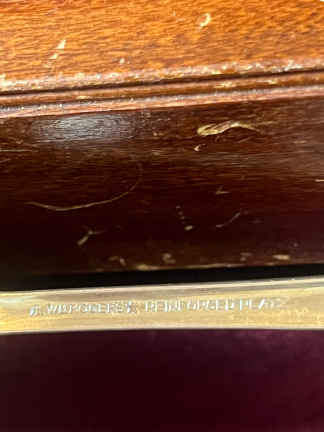 WM ROGERS ★ REINFORCED PLATE